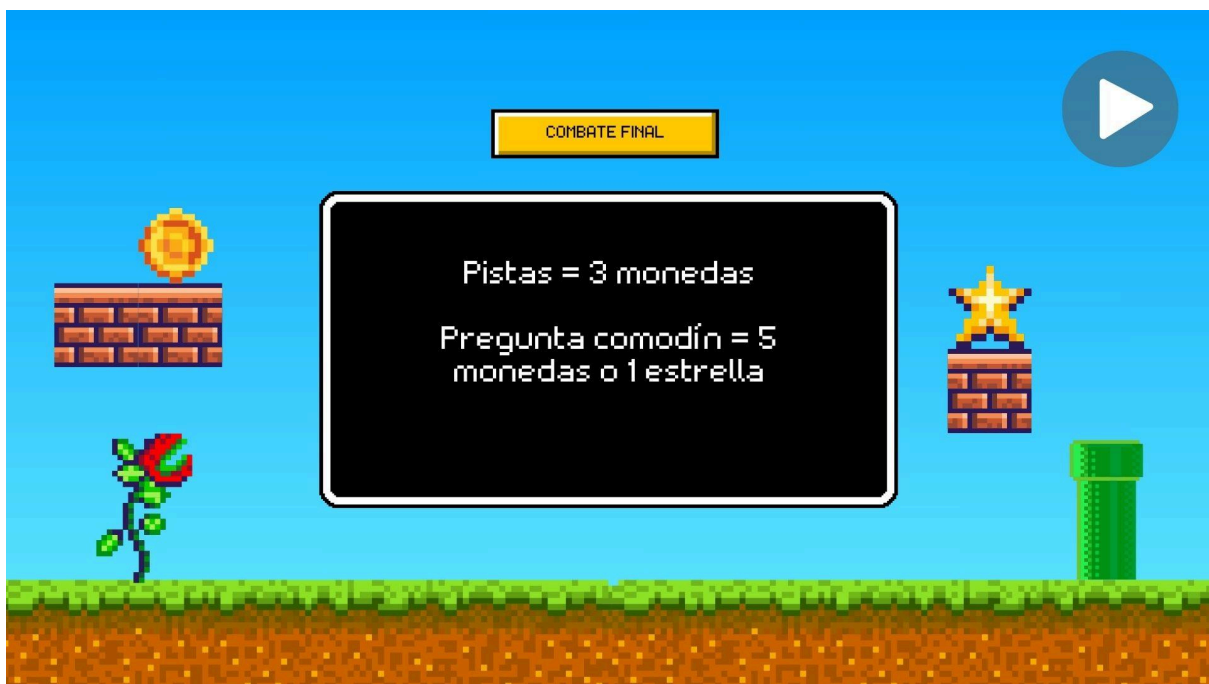 COMBATE FINAL
Pistas = 3 monedas
Pregunta comodín = 5
monedas o 1 estrella